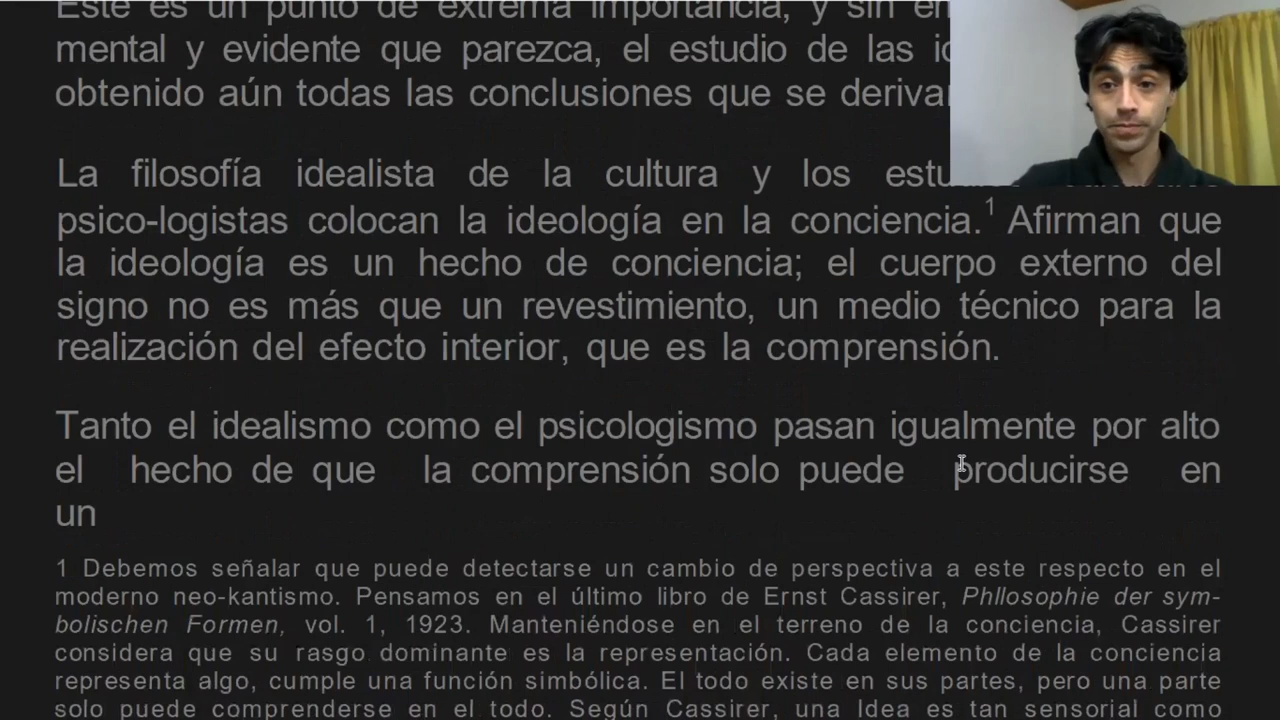 Este es un punto de extrema importancia, y sin
mental y evidente que parezca, el estudio de las
obtenido aún todas las conclusiones que se
La filosofía idealista de la cultura y los
psico-logistas colocan la ideología en la conciencia.1 Afirman que
la ideología es un hecho de conciencia; el cuerpo externo del
signo no es más que un revestimiento, un medio técnico para la
realización del efecto interior, que es la comprensión.
Tanto el idealismo como el psicologismo pasan igualmente por alto
el hecho de que la comprensión solo puede producirse en
un
1 Debemos señalar que puede detectarse un cambio de perspectiva a este respecto en el
moderno neo-kantismo. Pensamos en el último libro de Ernst Cassirer, Phllosophie der sym-
bolischen Formen, vol. 1, 1923. Manteniéndose en el terreno de la conciencia, Cassirer
considera que su rasgo dominante es la representación. Cada elemento de la conciencia
representa algo, cumple una función simbólica. El todo existe en sus partes, pero una parte
solo puede comprenderse en el todo. Según Cassirer, una Idea es tan sensorial como